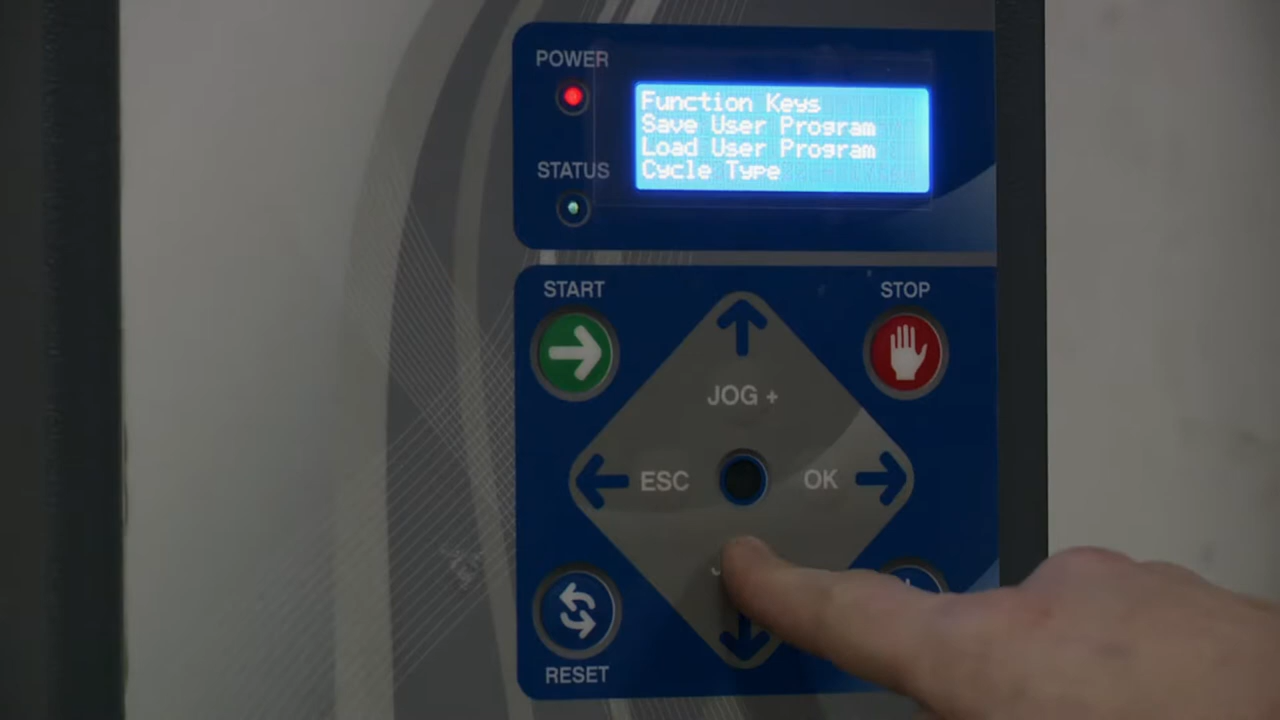 POWER
Function Keys
Save User Program
Load User Program
Cycle Type
STATUS
START
STOP
JOG +
ESC
OK
RESET